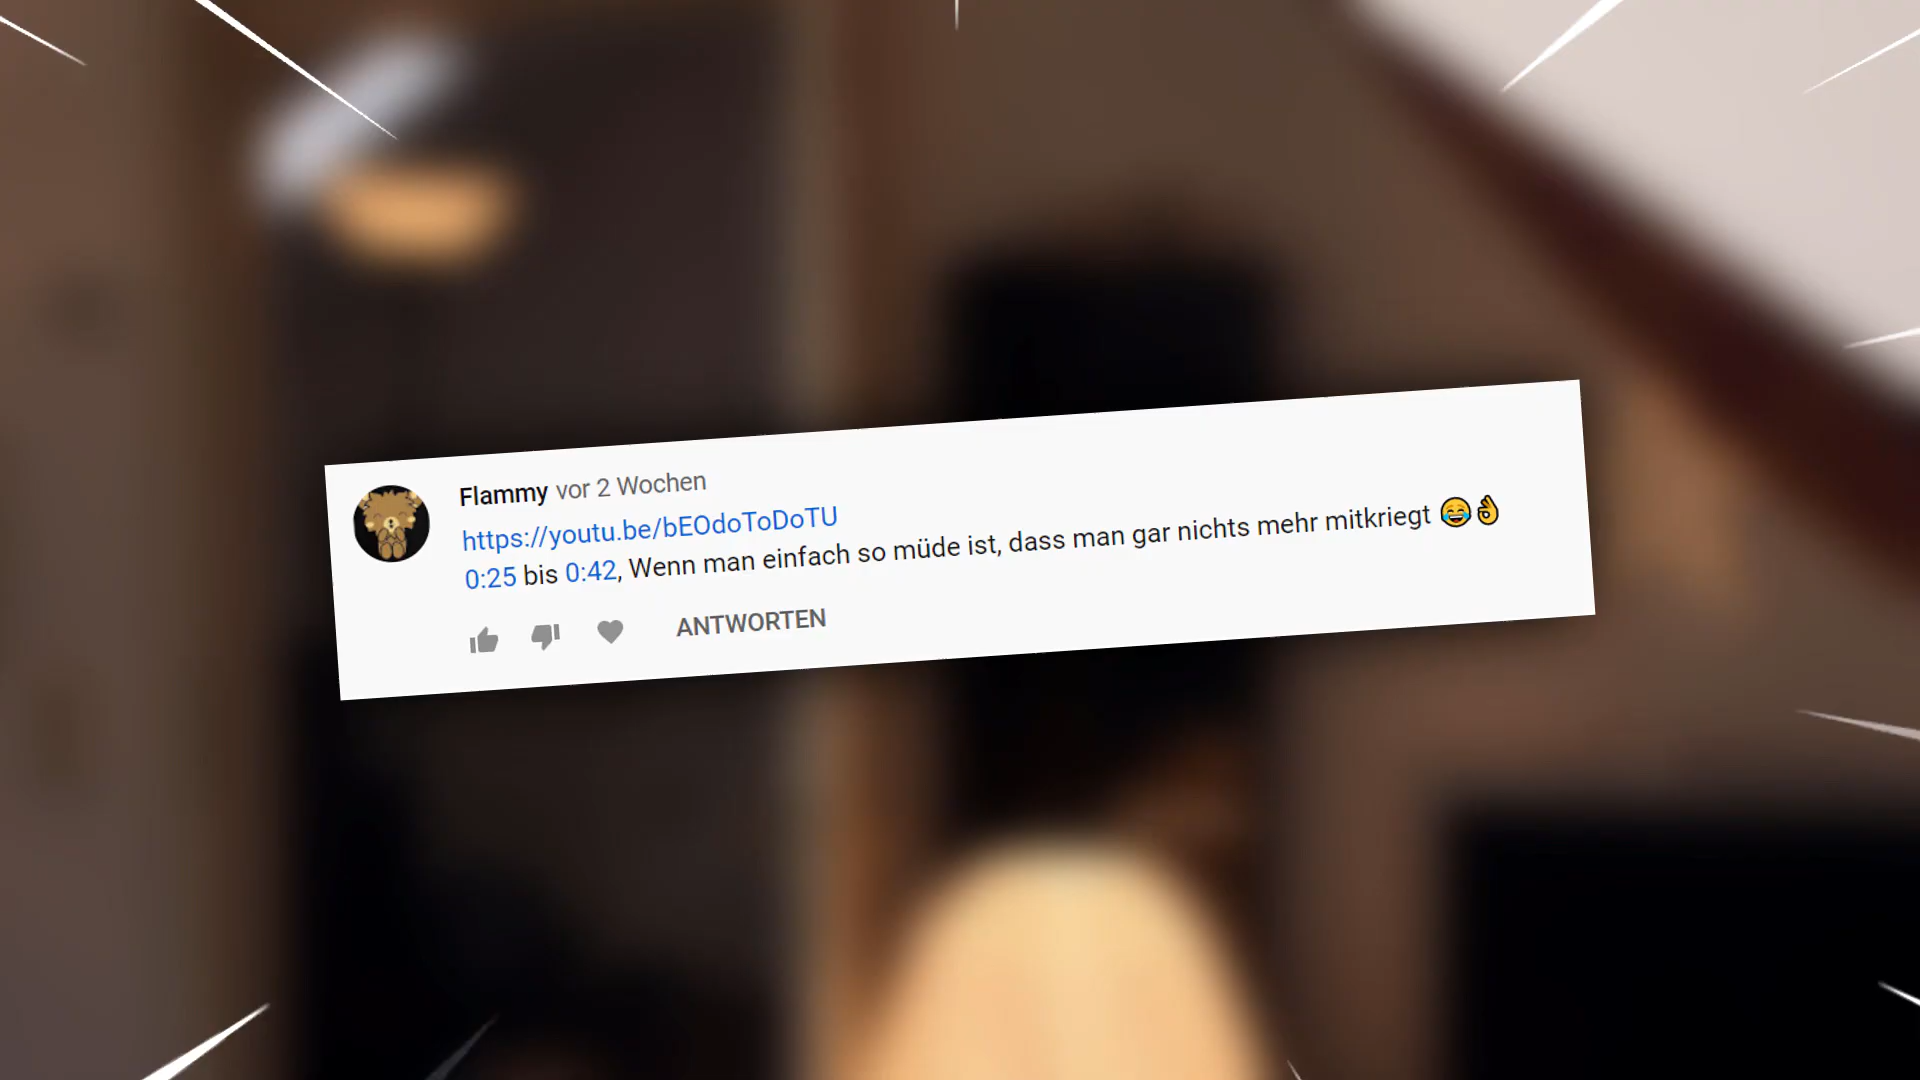 Flammy vor 2 Wochen
https://youtu.be/bEOdoToDoTU
0:25 bis 0:42, Wenn man einfach so müde ist, dass man gar nichts mehr mitkriegt 😂👌
ANTWORTEN